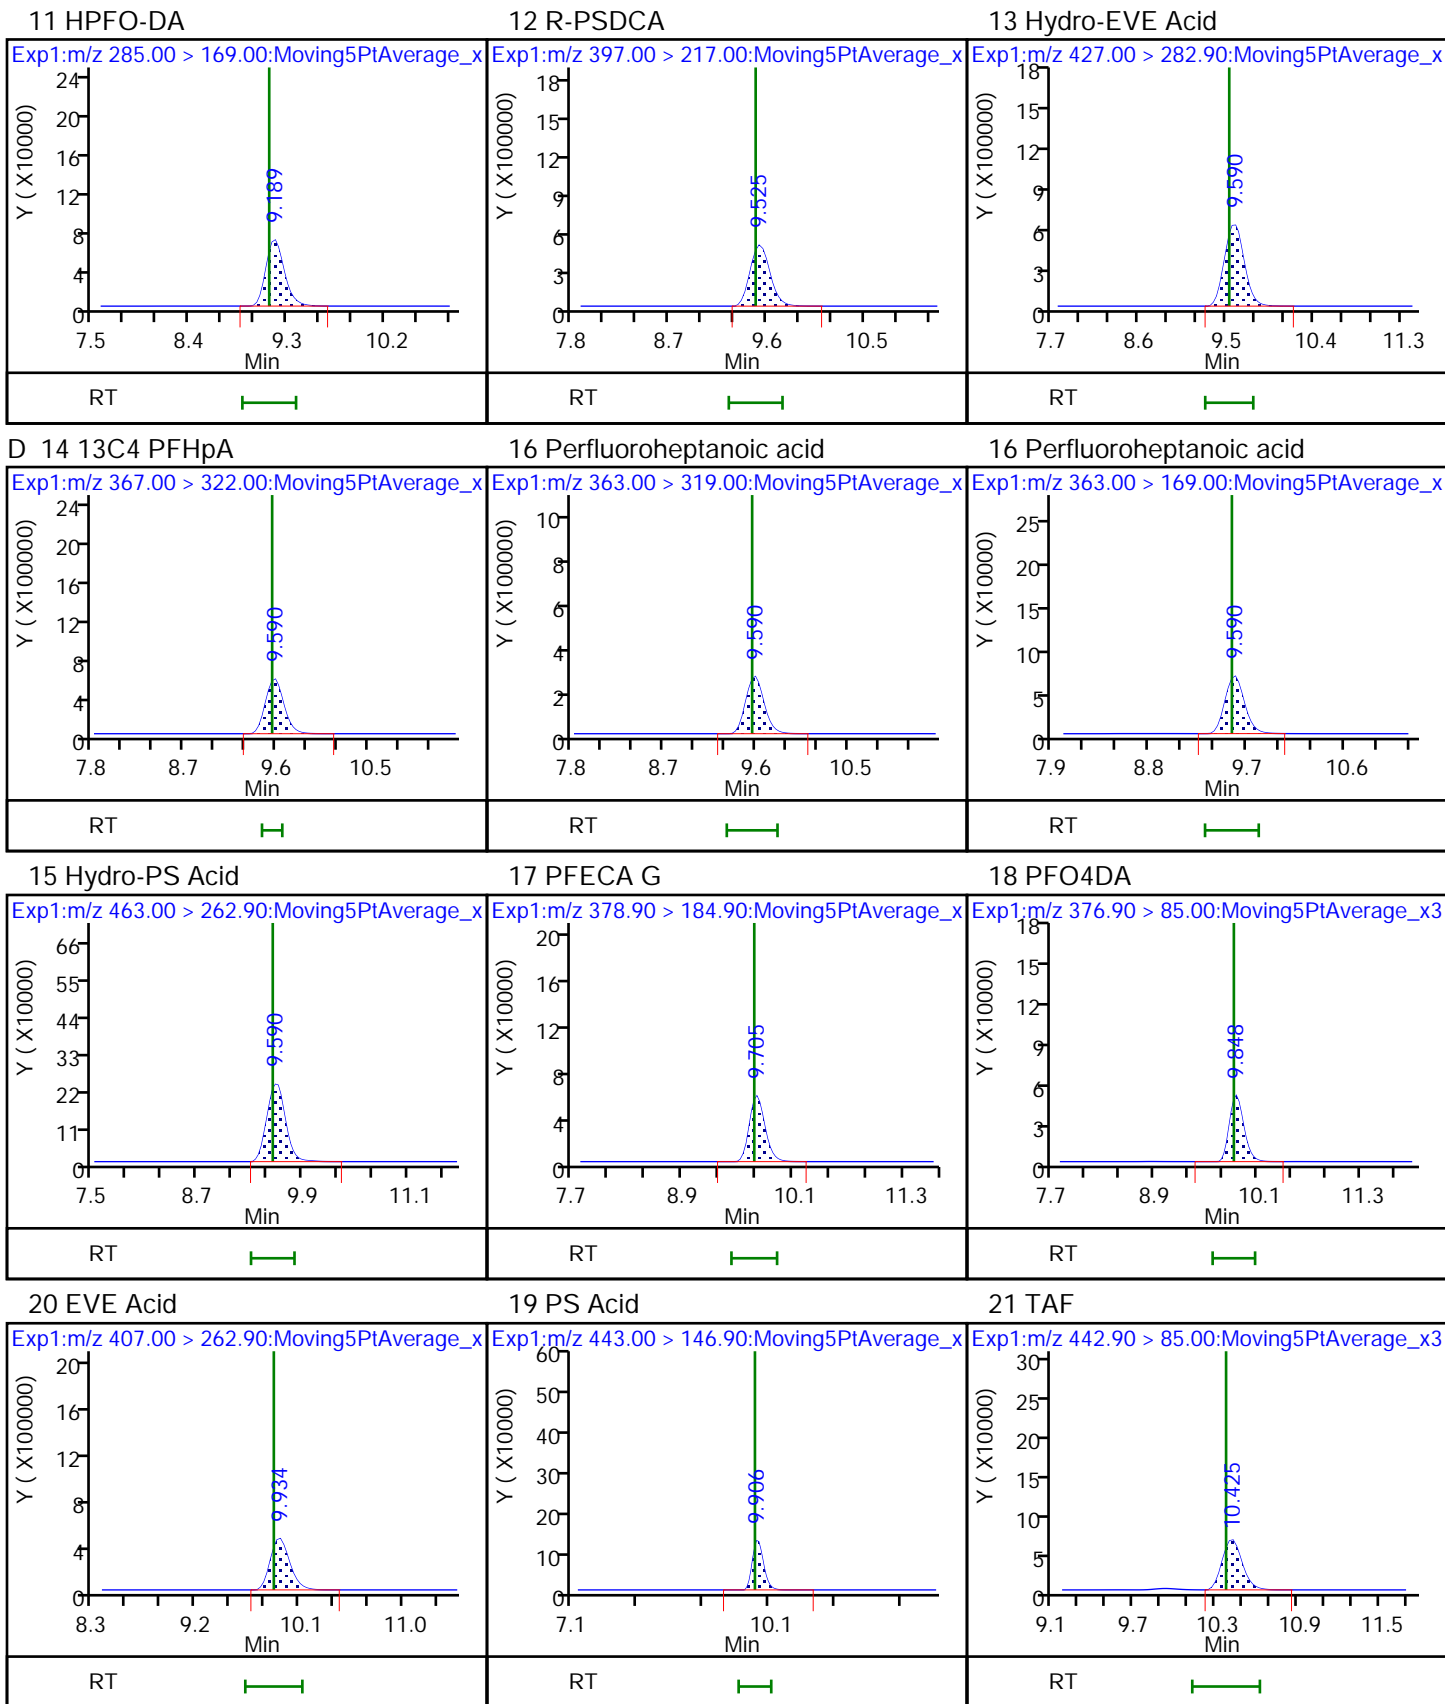 11 HPFO-DA
Exp1:m/z 285.00 > 169.00:Moving5PtAverage_x
Y ( X100000)
24
20
16
12
8
4
0
9.189
7.5 8.4 9.3 10.2
Min
RT
12 R-PSDCA
Exp1:m/z 397.00 > 217.00:Moving5PtAverage_x
Y ( X100000)
18
15
12
9
6
3
0
9.525
7.8 8.7 9.6 10.5
Min
RT
13 Hydro-EVE Acid
Exp1:m/z 427.00 > 282.90:Moving5PtAverage_x
Y ( X100000)
18
15
12
9
6
3
0
9.590
7.7 8.6 9.5 10.4 11.3
Min
RT
D 14 13C4 PFHpA
Exp1:m/z 367.00 > 322.00:Moving5PtAverage_x
Y ( X100000)
24
20
16
12
8
4
0
9.590
7.8 8.7 9.6 10.5
Min
RT
16 Perfluoroheptanoic acid
Exp1:m/z 363.00 > 319.00:Moving5PtAverage_x
Y ( X100000)
10
8
6
4
2
0
9.590
7.8 8.7 9.6 10.5
Min
RT
16 Perfluoroheptanoic acid
Exp1:m/z 363.00 > 169.00:Moving5PtAverage_x
Y ( X10000)
25
20
15
10
5
0
9.590
7.9 8.8 9.7 10.6
Min
RT
15 Hydro-PS Acid
Exp1:m/z 463.00 > 262.90:Moving5PtAverage_x
Y ( X10000)
66
55
44
33
22
11
0
9.590
7.5 8.7 9.9 11.1
Min
RT
17 PFECA G
Exp1:m/z 378.90 > 184.90:Moving5PtAverage_x
Y ( X10000)
20
16
12
8
4
0
9.705
7.7 8.9 10.1 11.3
Min
RT
18 PFO4DA
Exp1:m/z 376.90 > 85.00:Moving5PtAverage_x3
Y ( X10000)
18
15
12
9
6
3
0
9.848
7.7 8.9 10.1 11.3
Min
RT
20 EVE Acid
Exp1:m/z 407.00 > 262.90:Moving5PtAverage_x
Y ( X100000)
20
16
12
8
4
0
9.934
8.3 9.2 10.1 11.0
Min
RT
19 PS Acid
Exp1:m/z 443.00 > 146.90:Moving5PtAverage_x
Y ( X10000)
60
50
40
30
20
10
0
9.906
7.1 10.1
Min
RT
21 TAF
Exp1:m/z 442.90 > 85.00:Moving5PtAverage_x3
Y ( X10000)
30
25
20
15
10
5
0
10.425
9.1 9.7 10.3 10.9 11.5
Min
RT